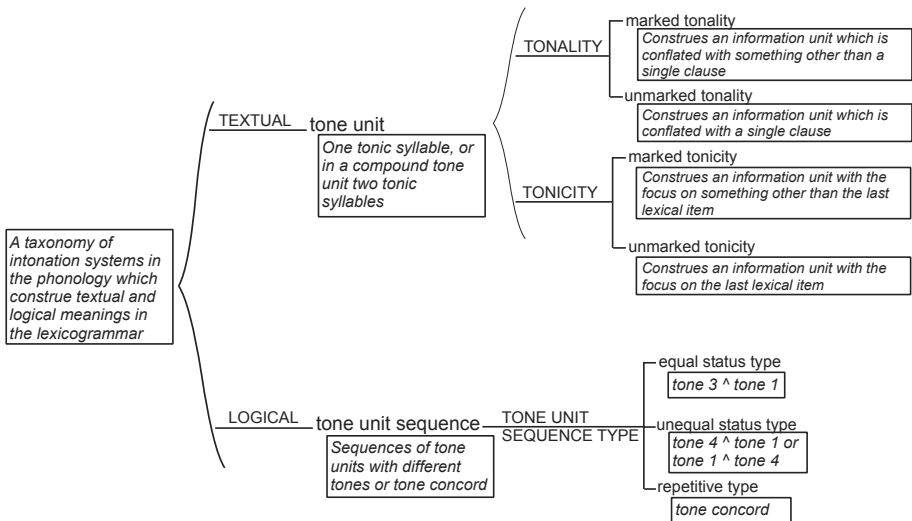 A taxonomy of
intonation systems in
the phonology which
construe textual and
logical meanings in
the lexicogrammar
TEXTUAL
tone unit
One tonic syllable, or
in a compound tone
unit two tonic
syllables
TONALITY
marked tonality
Construes an information unit which is
conflated with something other than a
single clause
unmarked tonality
Construes an information unit which is
conflated with a single clause
TONICITY
marked tonicity
Construes an information unit with the
focus on something other than the last
lexical item
unmarked tonicity
Construes an information unit with the
focus on the last lexical item
LOGICAL
tone unit sequence
Sequences of tone
units with different
tones or tone concord
TONE UNIT
SEQUENCE TYPE
equal status type
tone 3 ^ tone 1
unequal status type
tone 4 ^ tone 1 or
tone 1 ^ tone 4
repetitive type
tone concord